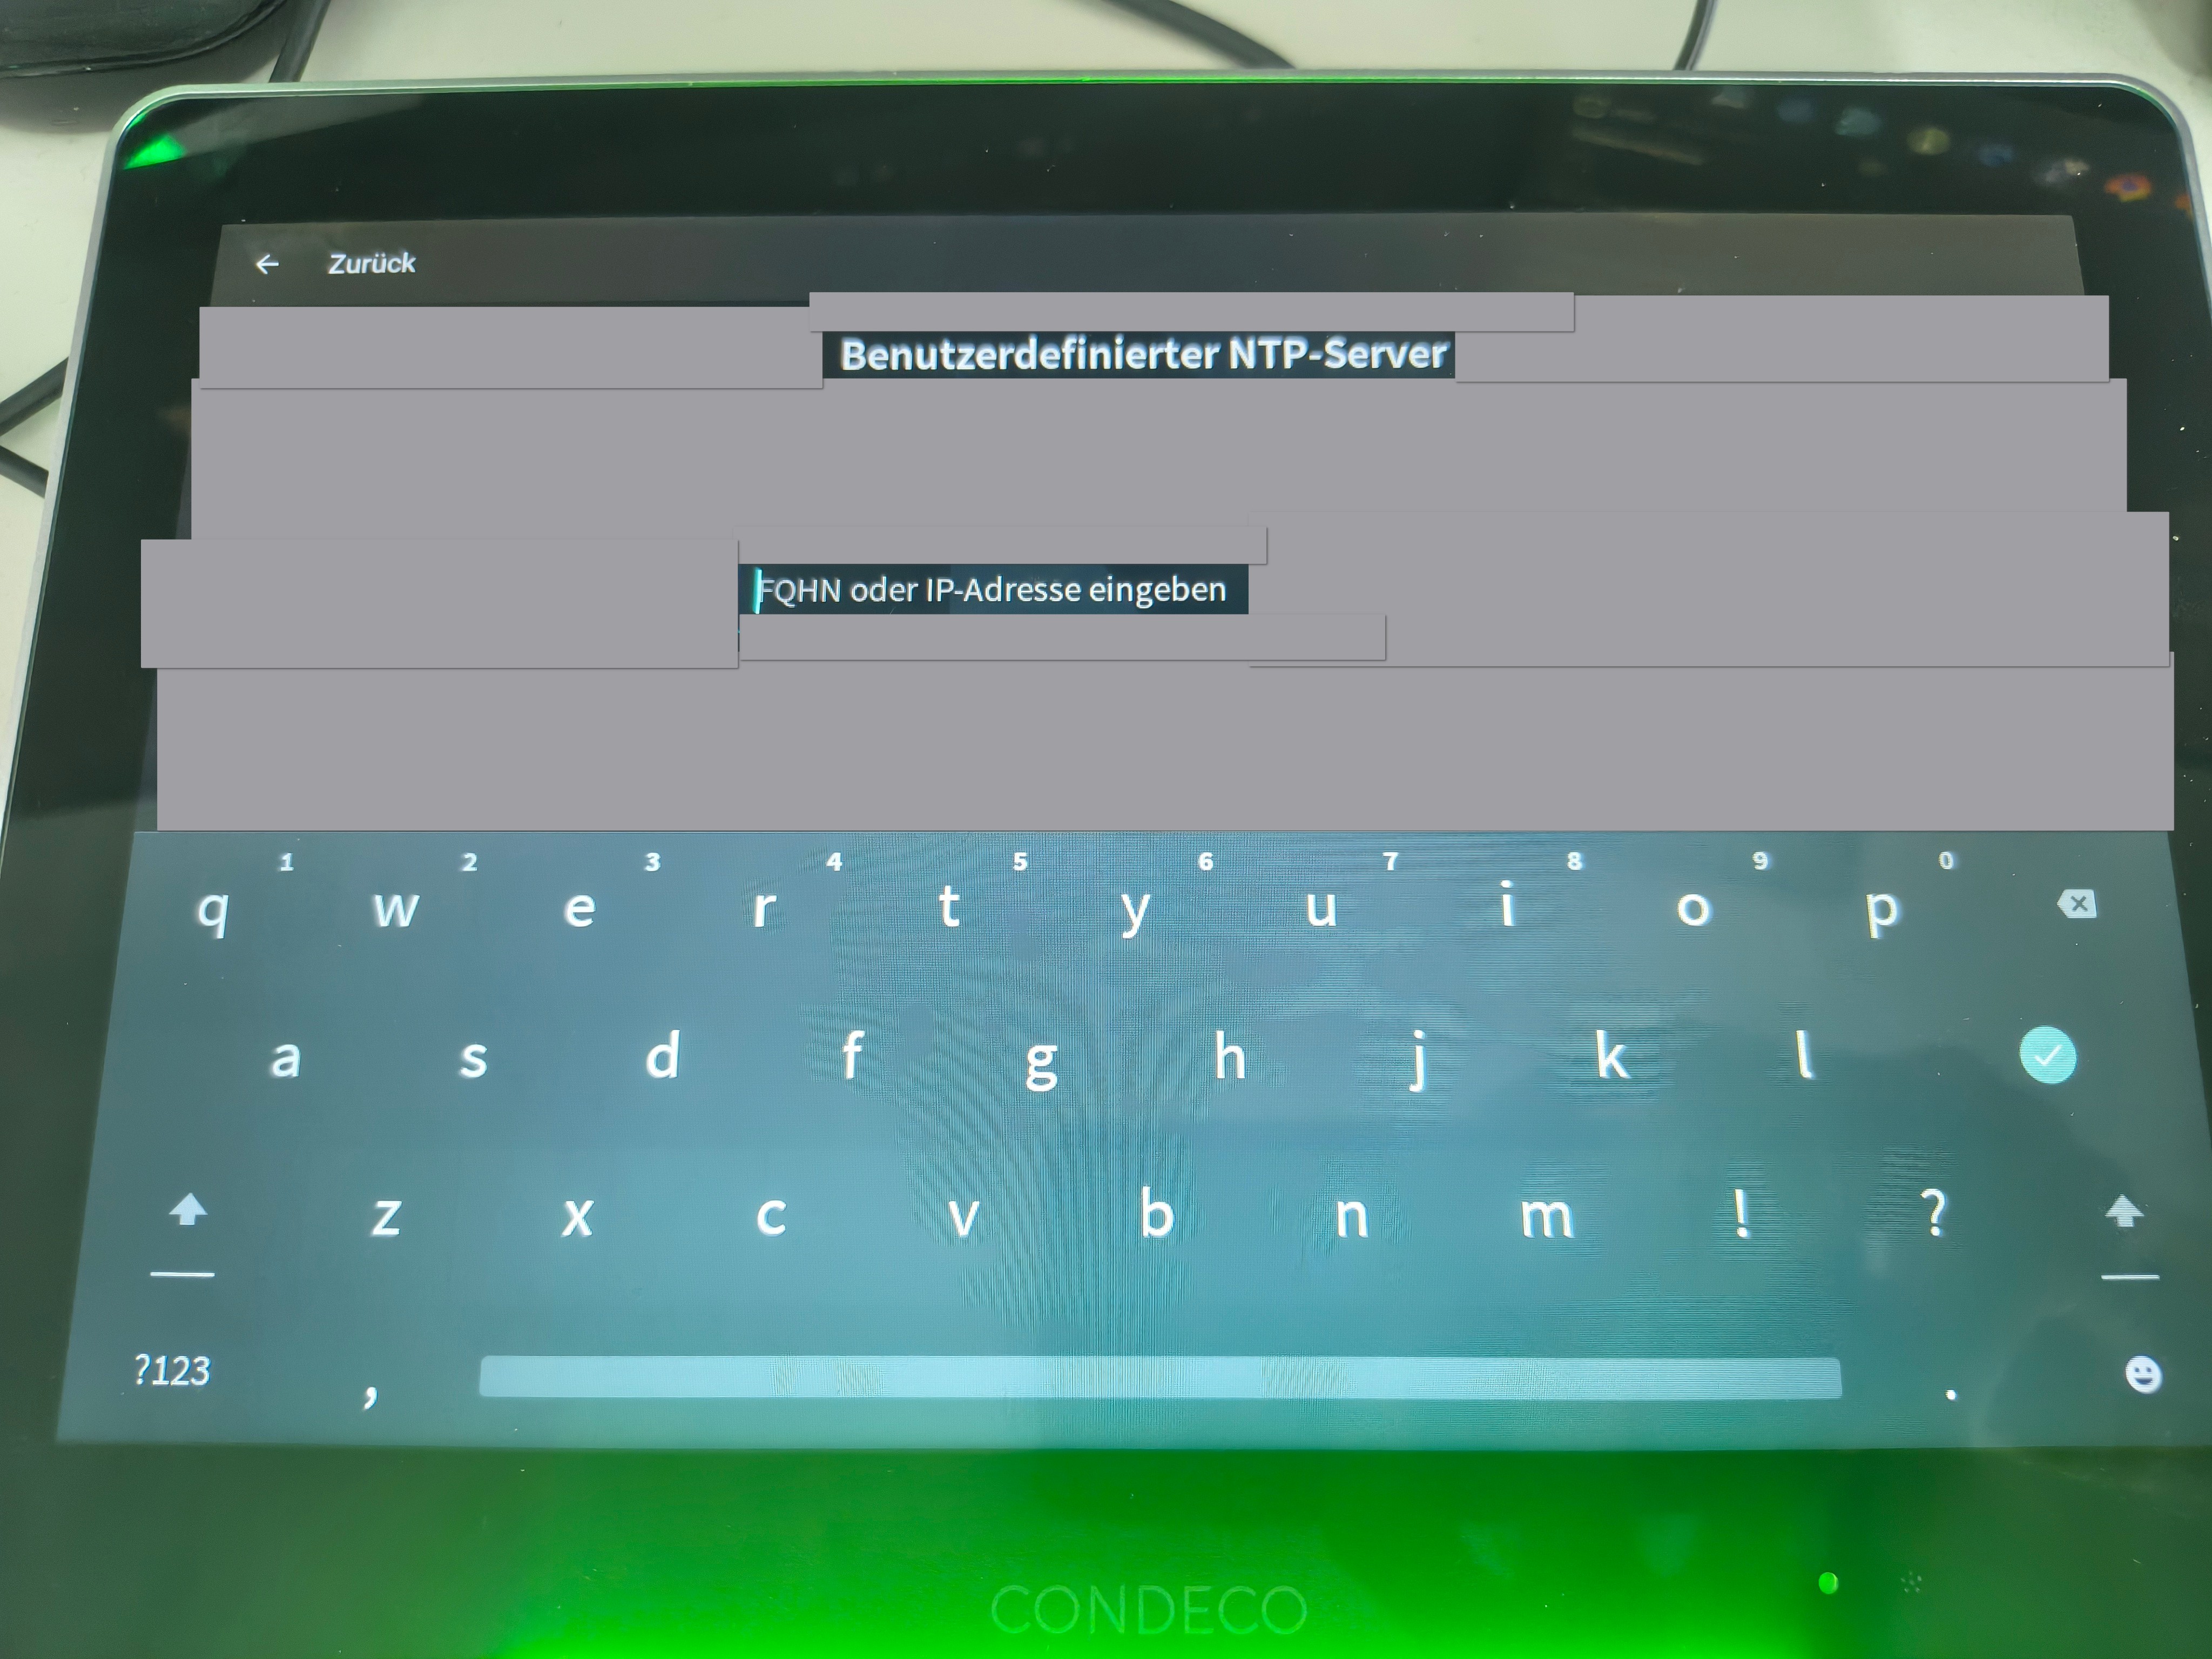 Zurück
Benutzerdefinierter NTP-Server
FQHN oder IP-Adresse eingeben
1 2 3 4 5 6 7 8 9 0
q w e r t y u i o p
a s d f g h j k l
z x c v b n m ! ?
?123 , .
CONDECO